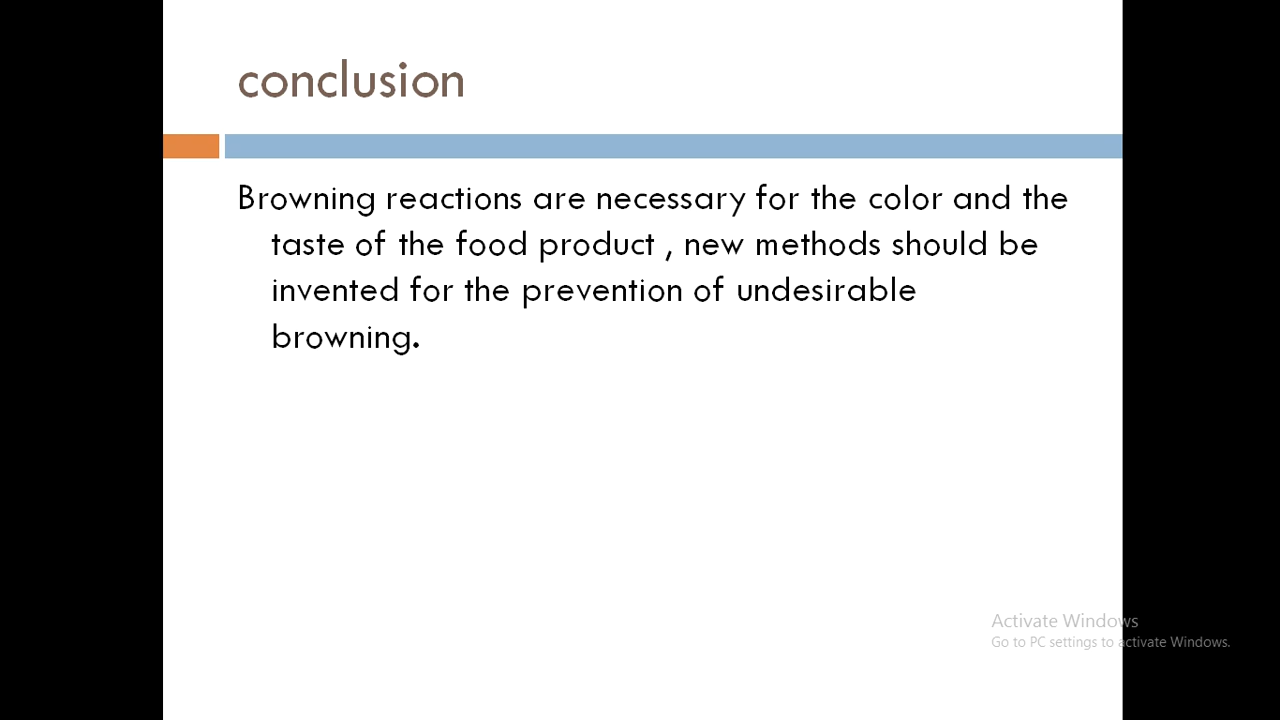 conclusion
Browning reactions are necessary for the color and the
taste of the food product , new methods should be
invented for the prevention of undesirable
browning.
Activate Windows
Go to PC settings to activate Windows.